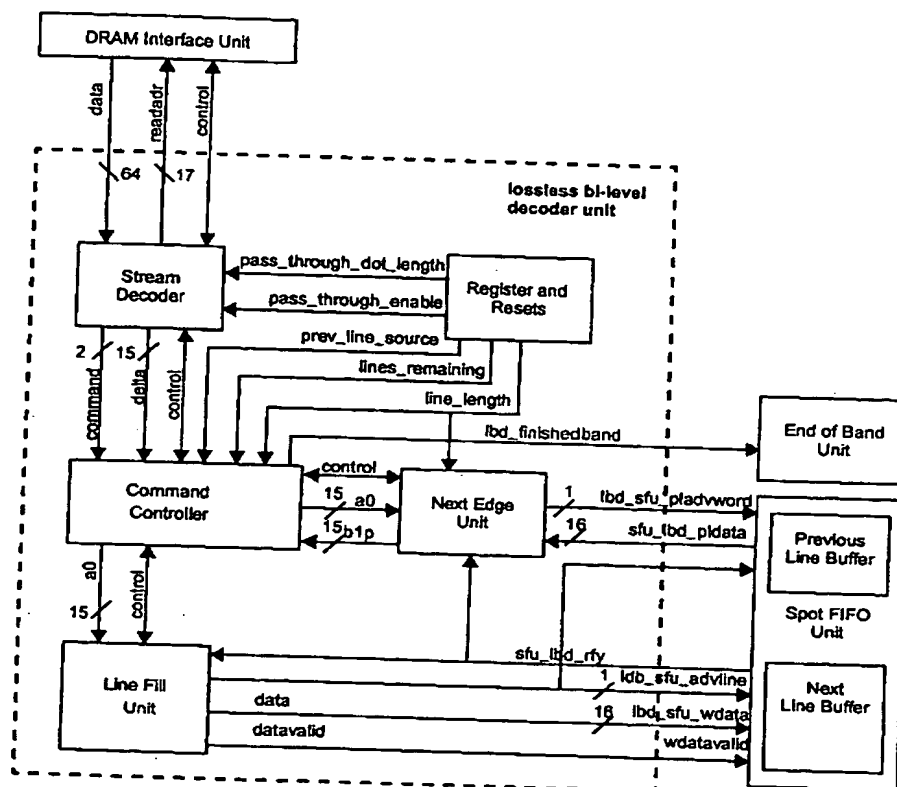 DRAM Interface Unit
data
readadr
control
64
17
lossless bi-level
decoder unit
Stream
Decoder
pass_through_dot_length
pass_through_enable
Register and
Resets
prev_line_source
lines_remaining
line_length
2
15
command
delta
control
lbd_finishedband
End of Band
Unit
Command
Controller
control
15
a0
15
b1p
Next Edge
Unit
1
lbd_sfu_pladvword
16
sfu_lbd_pldata
Previous
Line Buffer
Spot FIFO
Unit
a0
15
control
Line Fill
Unit
sfu_lbd_rfy
1
ldb_sfu_advline
data
16
lbd_sfu_wdata
datavalid
wdatavalid
Next
Line Buffer